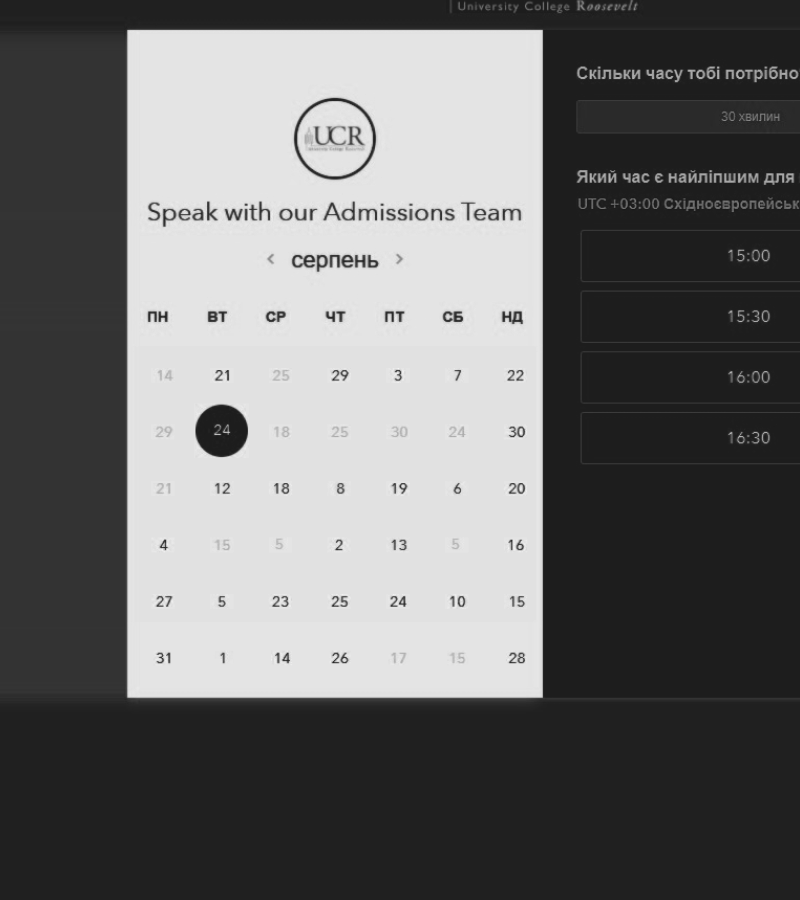 | University College Roosevelt
UCR
Speak with our Admissions Team
< серпень >
ПН ВТ СР ЧТ ПТ СБ НД
14 21 25 29 3 7 22
29 24 18 25 30 24 30
21 12 18 8 19 6 20
4 15 5 2 13 5 16
27 5 23 25 24 10 15
31 1 14 26 17 15 28
Скільки часу тобі потрібно
30 хвилин
Який час є найліпшим для
UTC +03:00 Східноєвропейськ
15:00
15:30
16:00
16:30